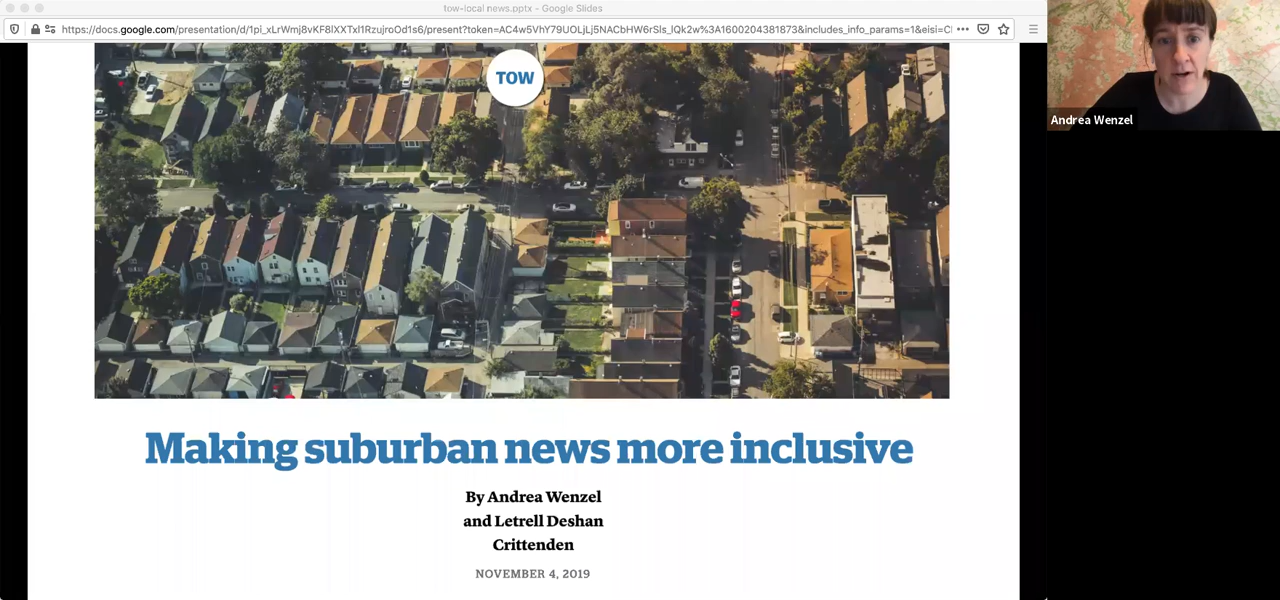 tow-local news.pptx - Google Slides
https://docs.google.com/presentation/d/1pi_xLrWmj8vKF8lXXTxl1RzujroOd1s6/present?token=AC4w5VhY79UOLjLj5NACbHW6rSls_lQk2w%3A1600204381873&includes_info_params=1&eisi=Cl
TOW
Andrea Wenzel
Making suburban news more inclusive
By Andrea Wenzel
and Letrell Deshan
Crittenden
NOVEMBER 4, 2019